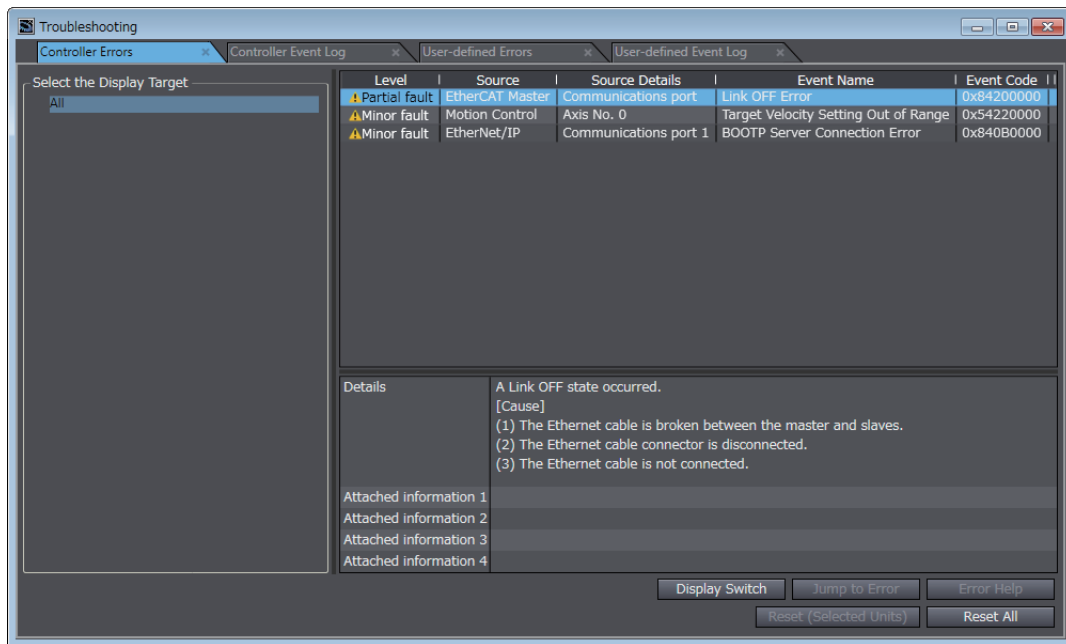 Troubleshooting
Controller Errors Controller Event Log User-defined Errors User-defined Event Log
Select the Display Target
All
Level Source Source Details Event Name Event Code
Partial fault EtherCAT Master Communications port Link OFF Error 0x84200000
Minor fault Motion Control Axis No. 0 Target Velocity Setting Out of Range 0x54220000
Minor fault EtherNet/IP Communications port 1 BOOTP Server Connection Error 0x840B0000
Details A Link OFF state occurred.
[Cause]
(1) The Ethernet cable is broken between the master and slaves.
(2) The Ethernet cable connector is disconnected.
(3) The Ethernet cable is not connected.
Attached information 1
Attached information 2
Attached information 3
Attached information 4
Display Switch Jump to Error Error Help
Reset (Selected Units) Reset All